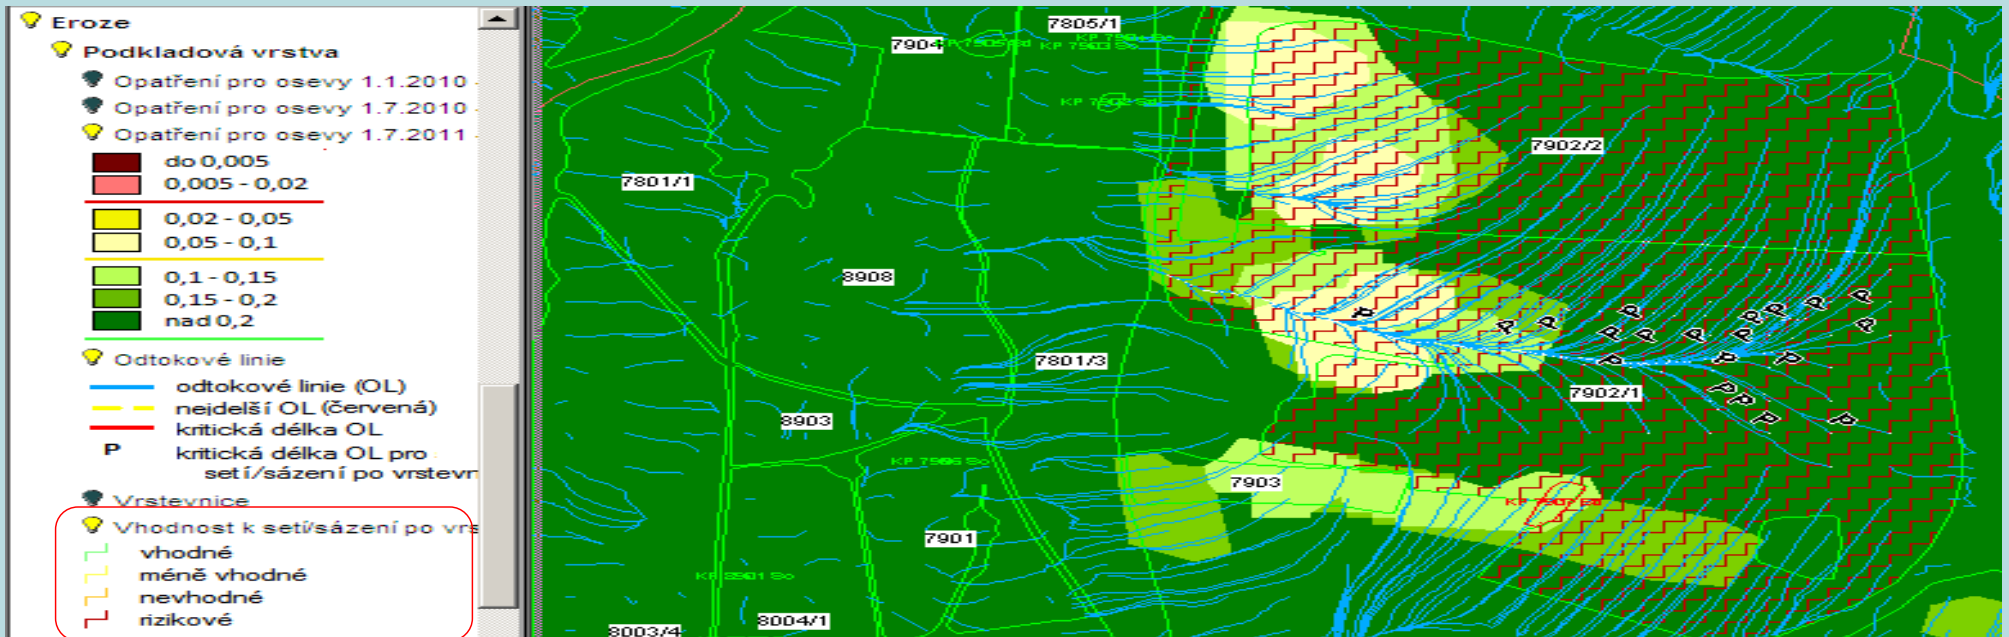 Eroze
Podkladová vrstva
Opatření pro osevy 1.1.2010 -
Opatření pro osevy 1.7.2010 -
Opatření pro osevy 1.7.2011 -
do 0,005
0,005 - 0,02
0,02 - 0,05
0,05 - 0,1
0,1 - 0,15
0,15 - 0,2
nad 0,2
Odtokové linie
odtokové linie (OL)
nejdelší OL (červená)
kritická délka OL
P kritická délka OL pro
setí/sázení po vrstevn
Vrstevnice
Vhodnost k setí/sázení po vrs
vhodné
méně vhodné
nevhodné
rizikové
7805/1
7904
7902/2
7801/1
8908
7801/3
7902/1
8903
7903
7901
8004/1
8003/4
P P P P P P P P P P P P P P P P P P P P